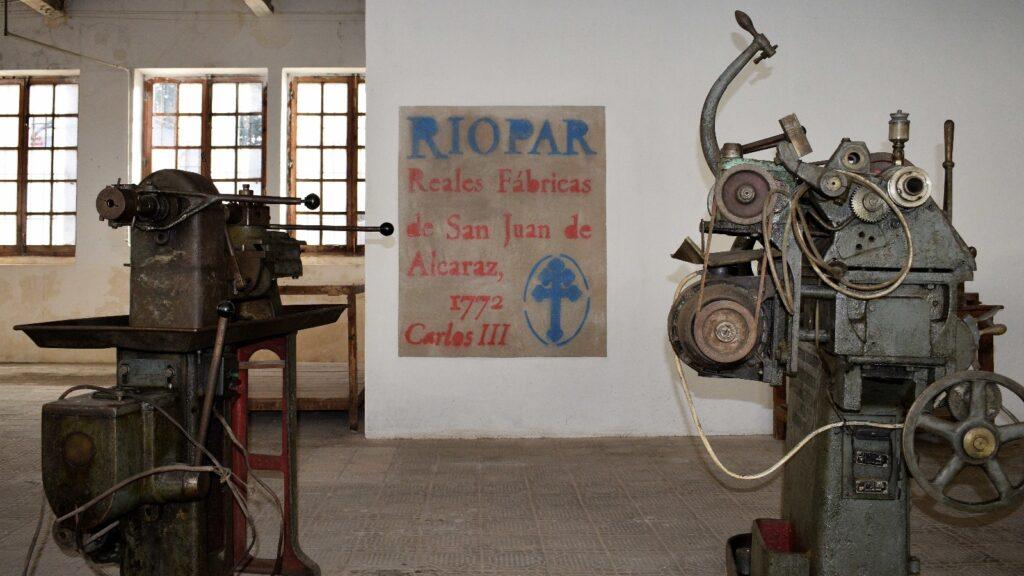 RIOPAR
Reales Fábricas
de San Juan de
Alcaraz,
1772
Carlos III